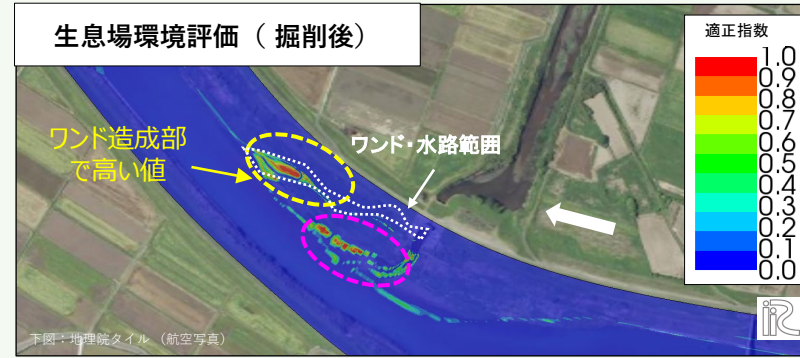 生息場環境評価（ 掘削後）
適正指数
1.0
0.9
0.8
0.7
0.6
0.5
0.4
0.3
0.2
0.1
0.0
ワンド造成部
で高い値
ワンド・水路範囲
下図：地理院タイル （航空写真）